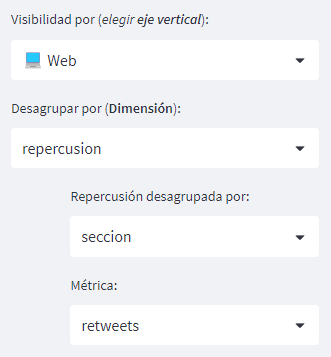 Visibilidad por (elegir eje vertical):
Web
Desagrupar por (Dimensión):
repercusion
Repercusión desagrupada por:
seccion
Métrica:
retweets